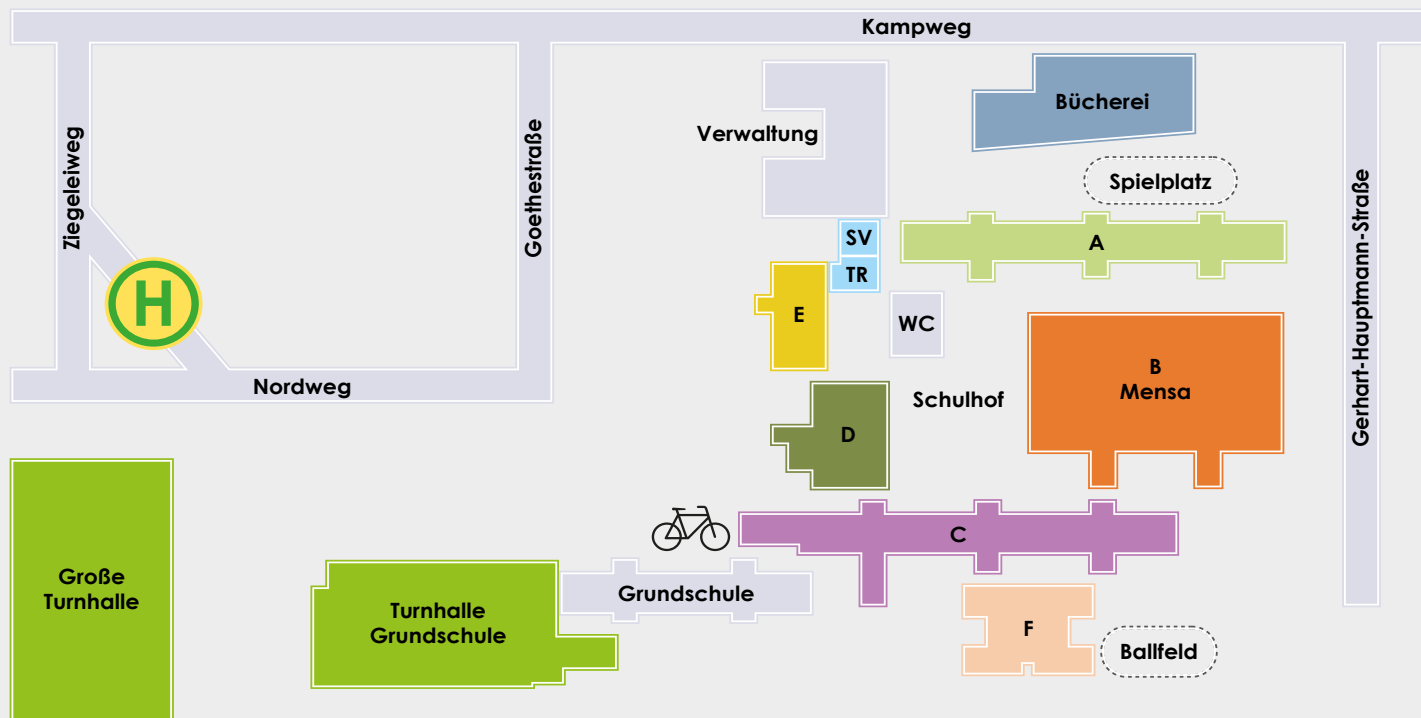 Kampweg
Ziegeleiweg
Goethestraße
Verwaltung
Bücherei
Spielplatz
Gerhart-Hauptmann-Straße
SV
A
TR
E
WC
H
B
Mensa
Nordweg
Schulhof
D
C
Große
Turnhalle
Turnhalle
Grundschule
Grundschule
F
Ballfeld